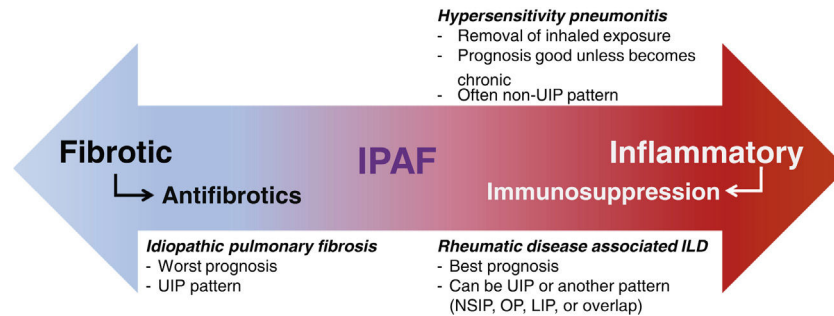 Hypersensitivity pneumonitis
- Removal of inhaled exposure
- Prognosis good unless becomes
chronic
- Often non-UIP pattern
Fibrotic
Antifibrotics
IPAF
Inflammatory
Immunosuppression
Idiopathic pulmonary fibrosis
- Worst prognosis
- UIP pattern
Rheumatic disease associated ILD
- Best prognosis
- Can be UIP or another pattern
(NSIP, OP, LIP, or overlap)